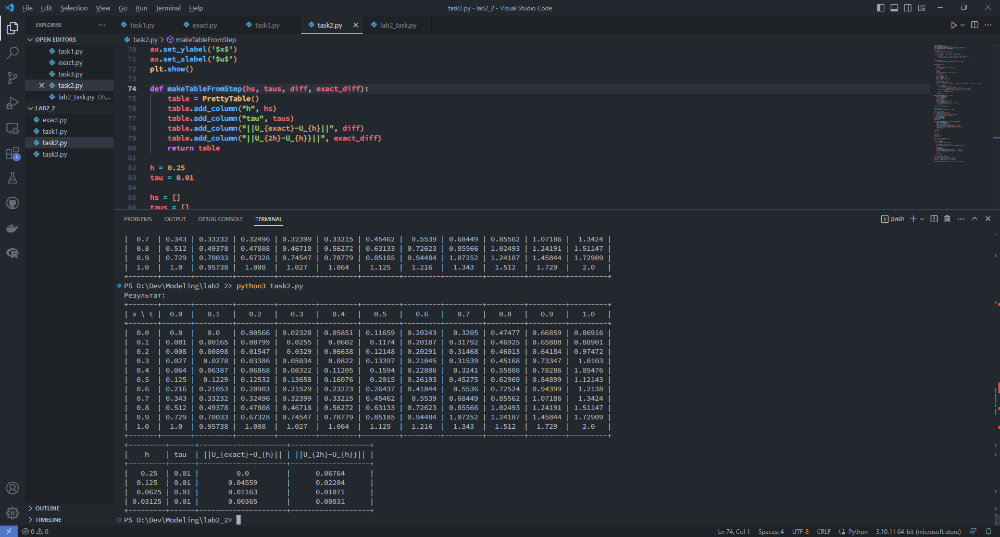 File Edit Selection View Go Run Terminal Help
task2.py - lab2_2 - Visual Studio Code
EXPLORER
task1.py exact.py task3.py task2.py lab2_task.py
OPEN EDITORS
task1.py
exact.py
task3.py
task2.py
lab2_task.py D:\...
LAB2_2
exact.py
task1.py
task2.py
task3.py
OUTLINE
TIMELINE
1
task2.py > makeTableFromStep
70 ax.set_ylabel('$x$')
71 ax.set_zlabel('$u$')
72 plt.show()
73
74 def makeTableFromStep(hs, taus, diff, exact_diff):
75 table = PrettyTable()
76 table.add_column("h", hs)
77 table.add_column("tau", taus)
78 table.add_column("||U_{exact}-U_{h}||", diff)
79 table.add_column("||U_{2h}-U_{h}}||", exact_diff)
80 return table
81
82 h = 0.25
83 tau = 0.01
84
85 hs = []
86 taus = []
PROBLEMS OUTPUT DEBUG CONSOLE TERMINAL
pwsh
| 0.7 | 0.343 | 0.33232 | 0.32496 | 0.32399 | 0.33215 | 0.45462 | 0.5539 | 0.68449 | 0.85562 | 1.07186 | 1.3424 |
| 0.8 | 0.512 | 0.49378 | 0.47808 | 0.46718 | 0.56272 | 0.63133 | 0.72623 | 0.85566 | 1.02493 | 1.24191 | 1.51147 |
| 0.9 | 0.729 | 0.70033 | 0.67328 | 0.74547 | 0.78779 | 0.85185 | 0.94484 | 1.07252 | 1.24187 | 1.45844 | 1.72909 |
| 1.0 | 1.0 | 0.95738 | 1.008 | 1.027 | 1.064 | 1.125 | 1.216 | 1.343 | 1.512 | 1.729 | 2.0 |
+-------+-------+---------+---------+---------+---------+---------+---------+---------+---------+---------+---------+
PS D:\Dev\Modeling\lab2_2> python3 task2.py
Результат:
+-------+-------+---------+---------+---------+---------+---------+---------+---------+---------+---------+---------+
| x \ t | 0.0 | 0.1 | 0.2 | 0.3 | 0.4 | 0.5 | 0.6 | 0.7 | 0.8 | 0.9 | 1.0 |
+-------+-------+---------+---------+---------+---------+---------+---------+---------+---------+---------+---------+
| 0.0 | 0.0 | 0.0 | 0.00566 | 0.02328 | 0.05851 | 0.11659 | 0.20243 | 0.3205 | 0.47477 | 0.66859 | 0.86916 |
| 0.1 | 0.001 | 0.00165 | 0.00799 | 0.0255 | 0.0602 | 0.1174 | 0.20187 | 0.31792 | 0.46925 | 0.65888 | 0.88901 |
| 0.2 | 0.008 | 0.00898 | 0.01547 | 0.0329 | 0.06638 | 0.12148 | 0.20291 | 0.31468 | 0.46013 | 0.64184 | 0.97472 |
| 0.3 | 0.027 | 0.0278 | 0.03386 | 0.05034 | 0.0822 | 0.13397 | 0.21045 | 0.31539 | 0.45168 | 0.73347 | 1.0103 |
| 0.4 | 0.064 | 0.06387 | 0.06868 | 0.08322 | 0.11205 | 0.1594 | 0.22886 | 0.3241 | 0.55808 | 0.78286 | 1.05476 |
| 0.5 | 0.125 | 0.1229 | 0.12532 | 0.13658 | 0.16076 | 0.2015 | 0.26193 | 0.45275 | 0.62969 | 0.84899 | 1.12143 |
| 0.6 | 0.216 | 0.21053 | 0.20903 | 0.21529 | 0.23273 | 0.26437 | 0.41844 | 0.5536 | 0.72524 | 0.94399 | 1.2138 |
| 0.7 | 0.343 | 0.33232 | 0.32496 | 0.32399 | 0.33215 | 0.45462 | 0.5539 | 0.68449 | 0.85562 | 1.07186 | 1.3424 |
| 0.8 | 0.512 | 0.49378 | 0.47808 | 0.46718 | 0.56272 | 0.63133 | 0.72623 | 0.85566 | 1.02493 | 1.24191 | 1.51147 |
| 0.9 | 0.729 | 0.70033 | 0.67328 | 0.74547 | 0.78779 | 0.85185 | 0.94484 | 1.07252 | 1.24187 | 1.45844 | 1.72909 |
| 1.0 | 1.0 | 0.95738 | 1.008 | 1.027 | 1.064 | 1.125 | 1.216 | 1.343 | 1.512 | 1.729 | 2.0 |
+-------+-------+---------+---------+---------+---------+---------+---------+---------+---------+---------+---------+
+---------+------+---------------------+-------------------+
| h | tau | ||U_{exact}-U_{h}|| | ||U_{2h}-U_{h}}|| |
+---------+------+---------------------+-------------------+
| 0.25 | 0.01 | 0.0 | 0.06764 |
| 0.125 | 0.01 | 0.04559 | 0.02204 |
| 0.0625 | 0.01 | 0.01163 | 0.01071 |
| 0.03125 | 0.01 | 0.00365 | 0.00831 |
+---------+------+---------------------+-------------------+
PS D:\Dev\Modeling\lab2_2>
0 0
Ln 74, Col 1 Spaces: 4 UTF-8 CRLF Python 3.10.11 64-bit (microsoft store)